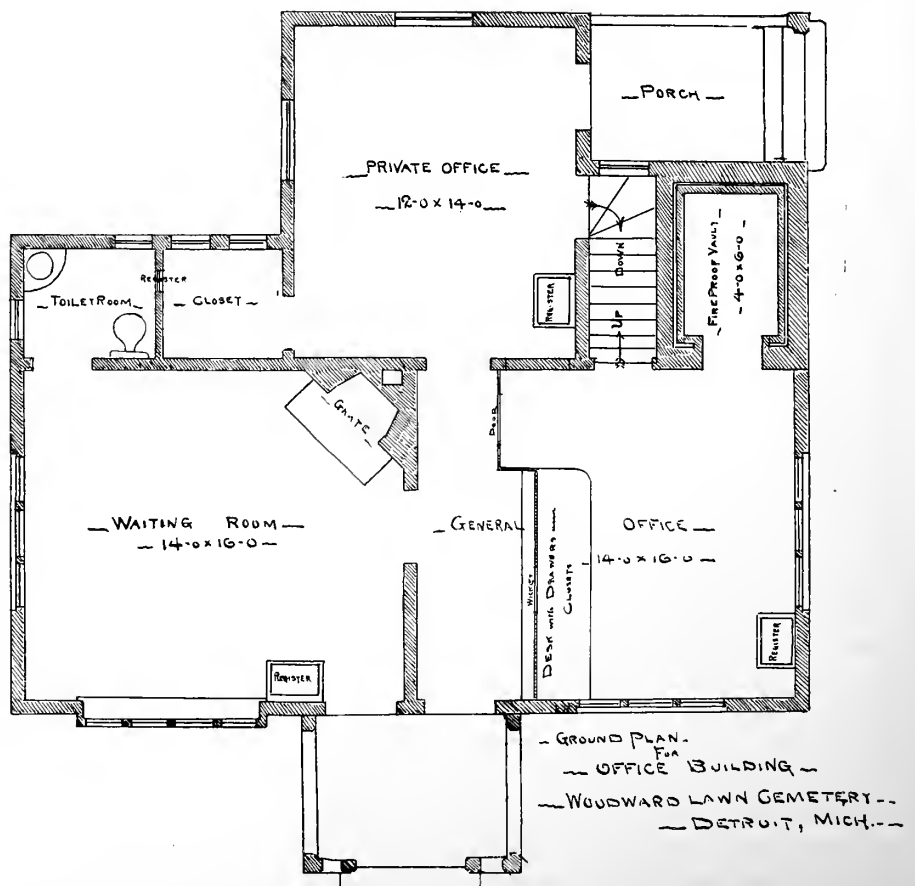 PORCH
PRIVATE OFFICE
12-0 X 14-0
DOWN
UP
FIRE PROOF VAULT
4-0 X 6-0
REGISTER
TOILET ROOM
CLOSET
REGISTER
GRATE
DOOR
WAITING ROOM
14-0 X 16-0
GENERAL OFFICE
14-0 X 16-0
WICKET
DESK WITH DRAWERS
CLOSETS
REGISTER
REGISTER
GROUND PLAN
FOR
OFFICE BUILDING
WOODWARD LAWN CEMETERY
DETROIT, MICH.